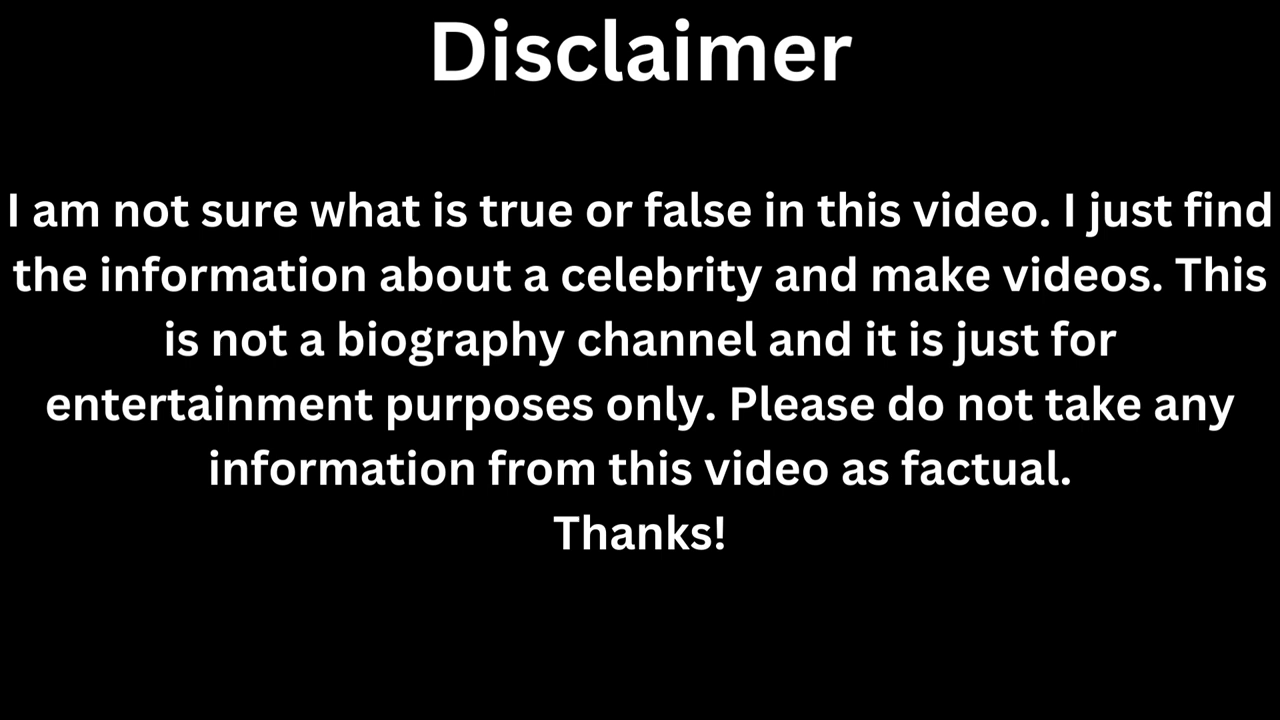 Disclaimer
I am not sure what is true or false in this video. I just find
the information about a celebrity and make videos. This
is not a biography channel and it is just for
entertainment purposes only. Please do not take any
information from this video as factual.
Thanks!